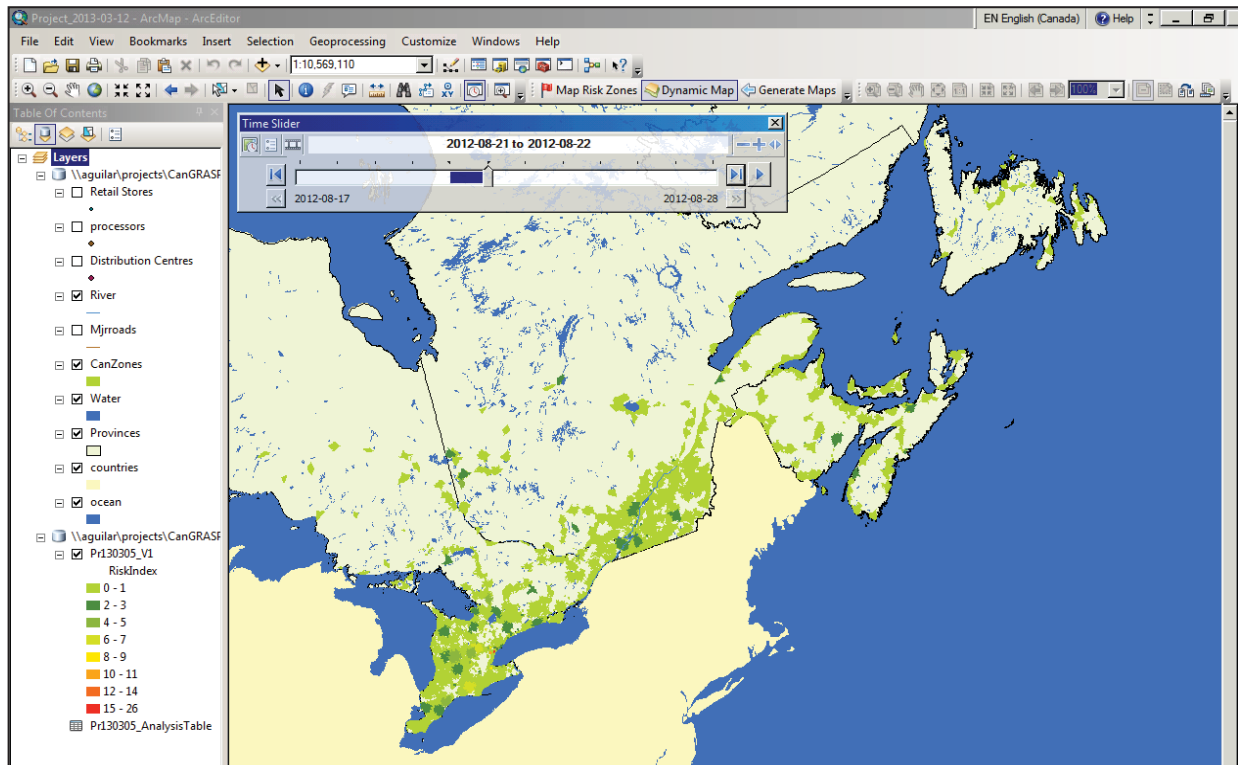 Project_2013-03-12 - ArcMap - ArcEditor
EN English (Canada)
Help
File Edit View Bookmarks Insert Selection Geoprocessing Customize Windows Help
1:10,569,110
Map Risk Zones Dynamic Map Generate Maps
100%
Table Of Contents
Time Slider
2012-08-21 to 2012-08-22
2012-08-17
2012-08-28
Layers
\\aguilar\projects\CanGRASP
Retail Stores
processors
Distribution Centres
River
Mjrroads
CanZones
Water
Provinces
countries
ocean
\\aguilar\projects\CanGRASP
Pr130305_V1
RiskIndex
0 - 1
2 - 3
4 - 5
6 - 7
8 - 9
10 - 11
12 - 14
15 - 26
Pr130305_AnalysisTable